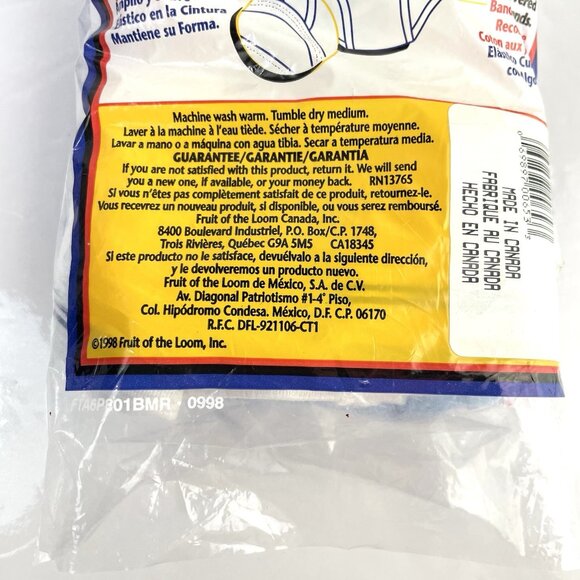 Elástico en la Cintura
Mantiene su Forma.
Coton aux
Machine wash warm. Tumble dry medium.
Laver à la machine à l'eau tiède. Sécher à température moyenne.
Lavar a mano o a máquina con agua tibia. Secar a temperatura media.
GUARANTEE/GARANTIE/GARANTIA
If you are not satisfied with this product, return it. We will send
you a new one, if available, or your money back. RN13765
Si vous n'êtes pas complètement satisfait de ce produit, retournez-le.
Vous recevrez un nouveau produit, si disponible, ou vous serez remboursé.
Fruit of the Loom Canada, Inc.
8400 Boulevard Industriel, P.O. Box/C.P. 1748,
Trois Rivières, Québec G9A 5M5 CA18345
Si este producto no le satisface, devuélvalo a la siguiente dirección,
y le devolveremos un producto nuevo.
Fruit of the Loom de México, S.A. de C.V.
Av. Diagonal Patriotismo #1-4° Piso,
Col. Hipódromo Condesa. México, D.F. C.P. 06170
R.F.C. DFL-921106-CT1
©1998 Fruit of the Loom, Inc.
MADE IN CANADA
FABRIQUE AU CANADA
HECHO EN CANADA
0998